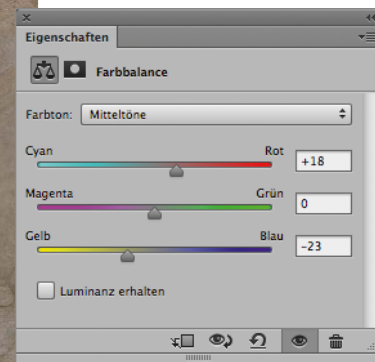 Eigenschaften
Farbbalance
Farbton: Mitteltöne
Cyan Rot +18
Magenta Grün 0
Gelb Blau -23
Luminanz erhalten